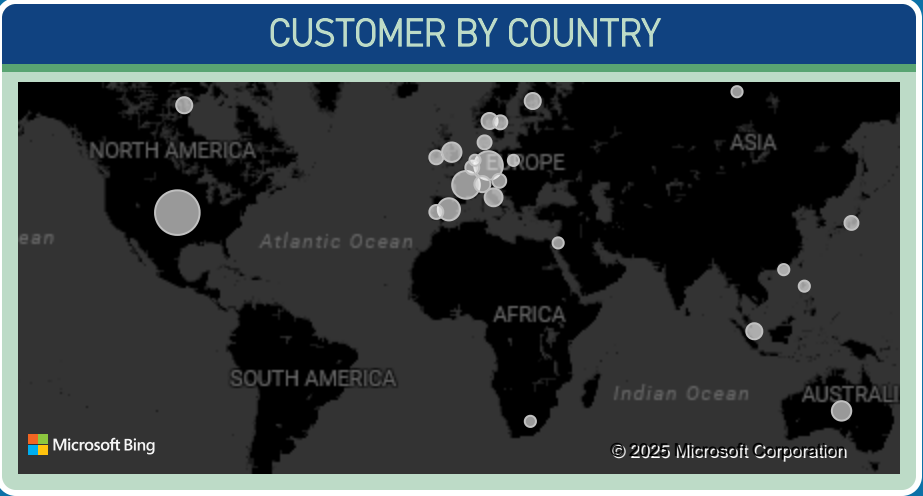 CUSTOMER BY COUNTRY
NORTH AMERICA
ASIA
EUROPE
ean
Atlantic Ocean
AFRICA
SOUTH AMERICA
Indian Ocean
AUSTRALI
Microsoft Bing
© 2025 Microsoft Corporation